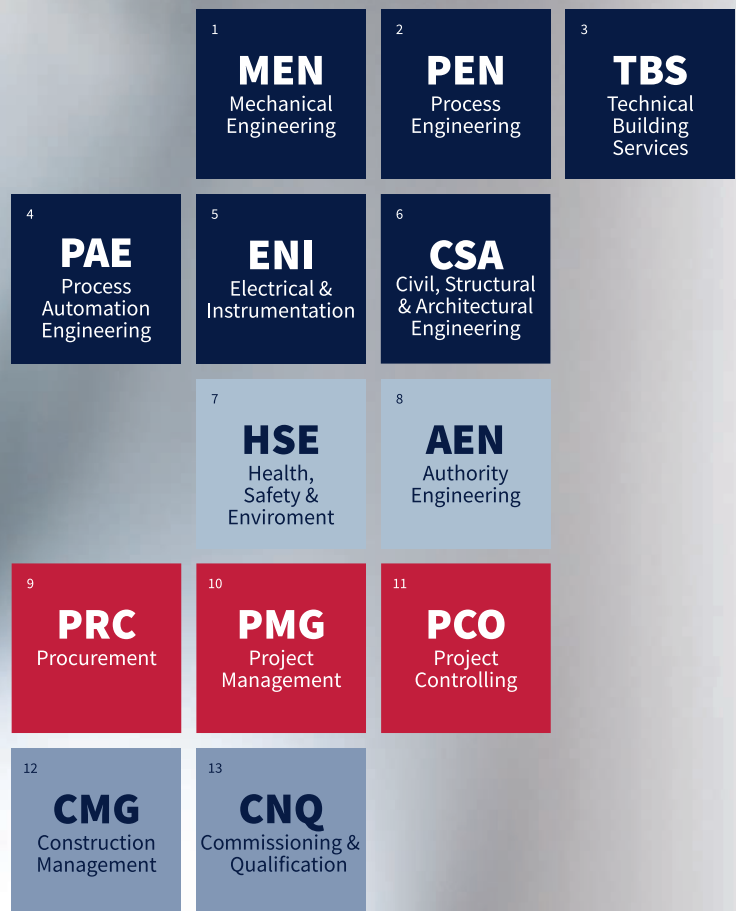 1
MEN
Mechanical
Engineering
2
PEN
Process
Engineering
3
TBS
Technical
Building
Services
4
PAE
Process
Automation
Engineering
5
ENI
Electrical &
Instrumentation
6
CSA
Civil, Structural
& Architectural
Engineering
7
HSE
Health,
Safety &
Enviroment
8
AEN
Authority
Engineering
9
PRC
Procurement
10
PMG
Project
Management
11
PCO
Project
Controlling
12
CMG
Construction
Management
13
CNQ
Commissioning &
Qualification